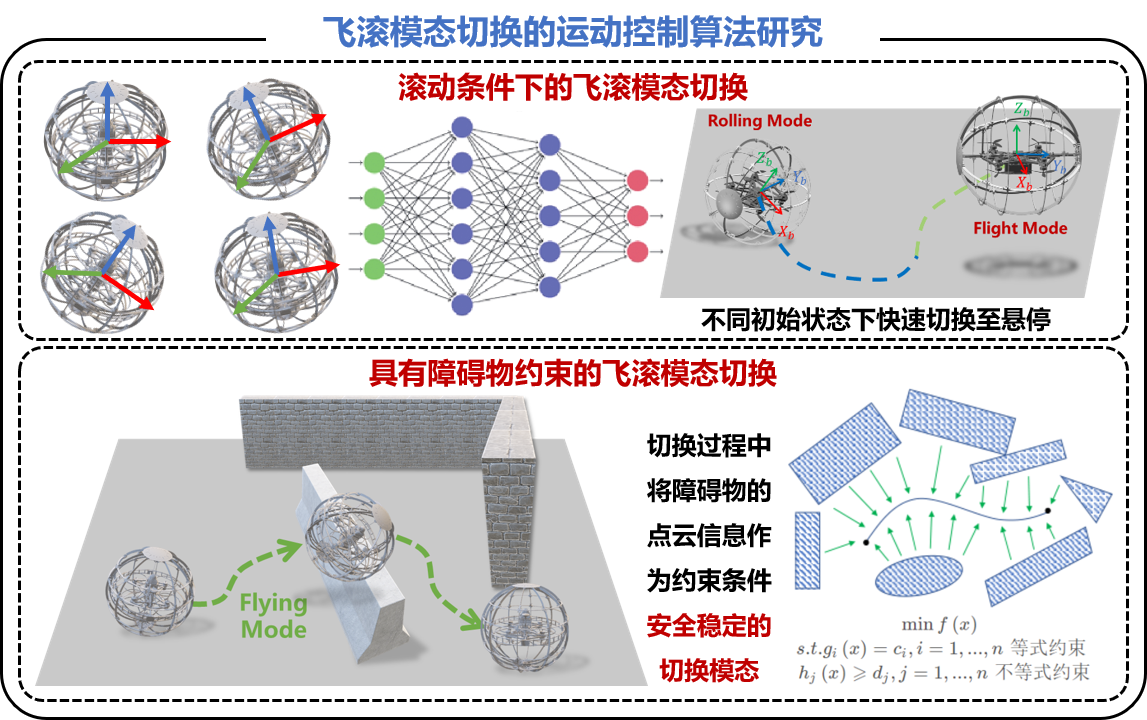 飞滚模态切换的运动控制算法研究
滚动条件下的飞滚模态切换
Rolling Mode
Z_b
Y_b
X_b
Z_b
Y_b
X_b
Flight Mode
不同初始状态下快速切换至悬停
具有障碍物约束的飞滚模态切换
Flying
Mode
切换过程中
将障碍物的
点云信息作
为约束条件
安全稳定的
切换模态
min f (x)
s.t.g_i (x) = c_i, i = 1, ..., n 等式约束
h_j (x) ⩾ d_j, j = 1, ..., n 不等式约束